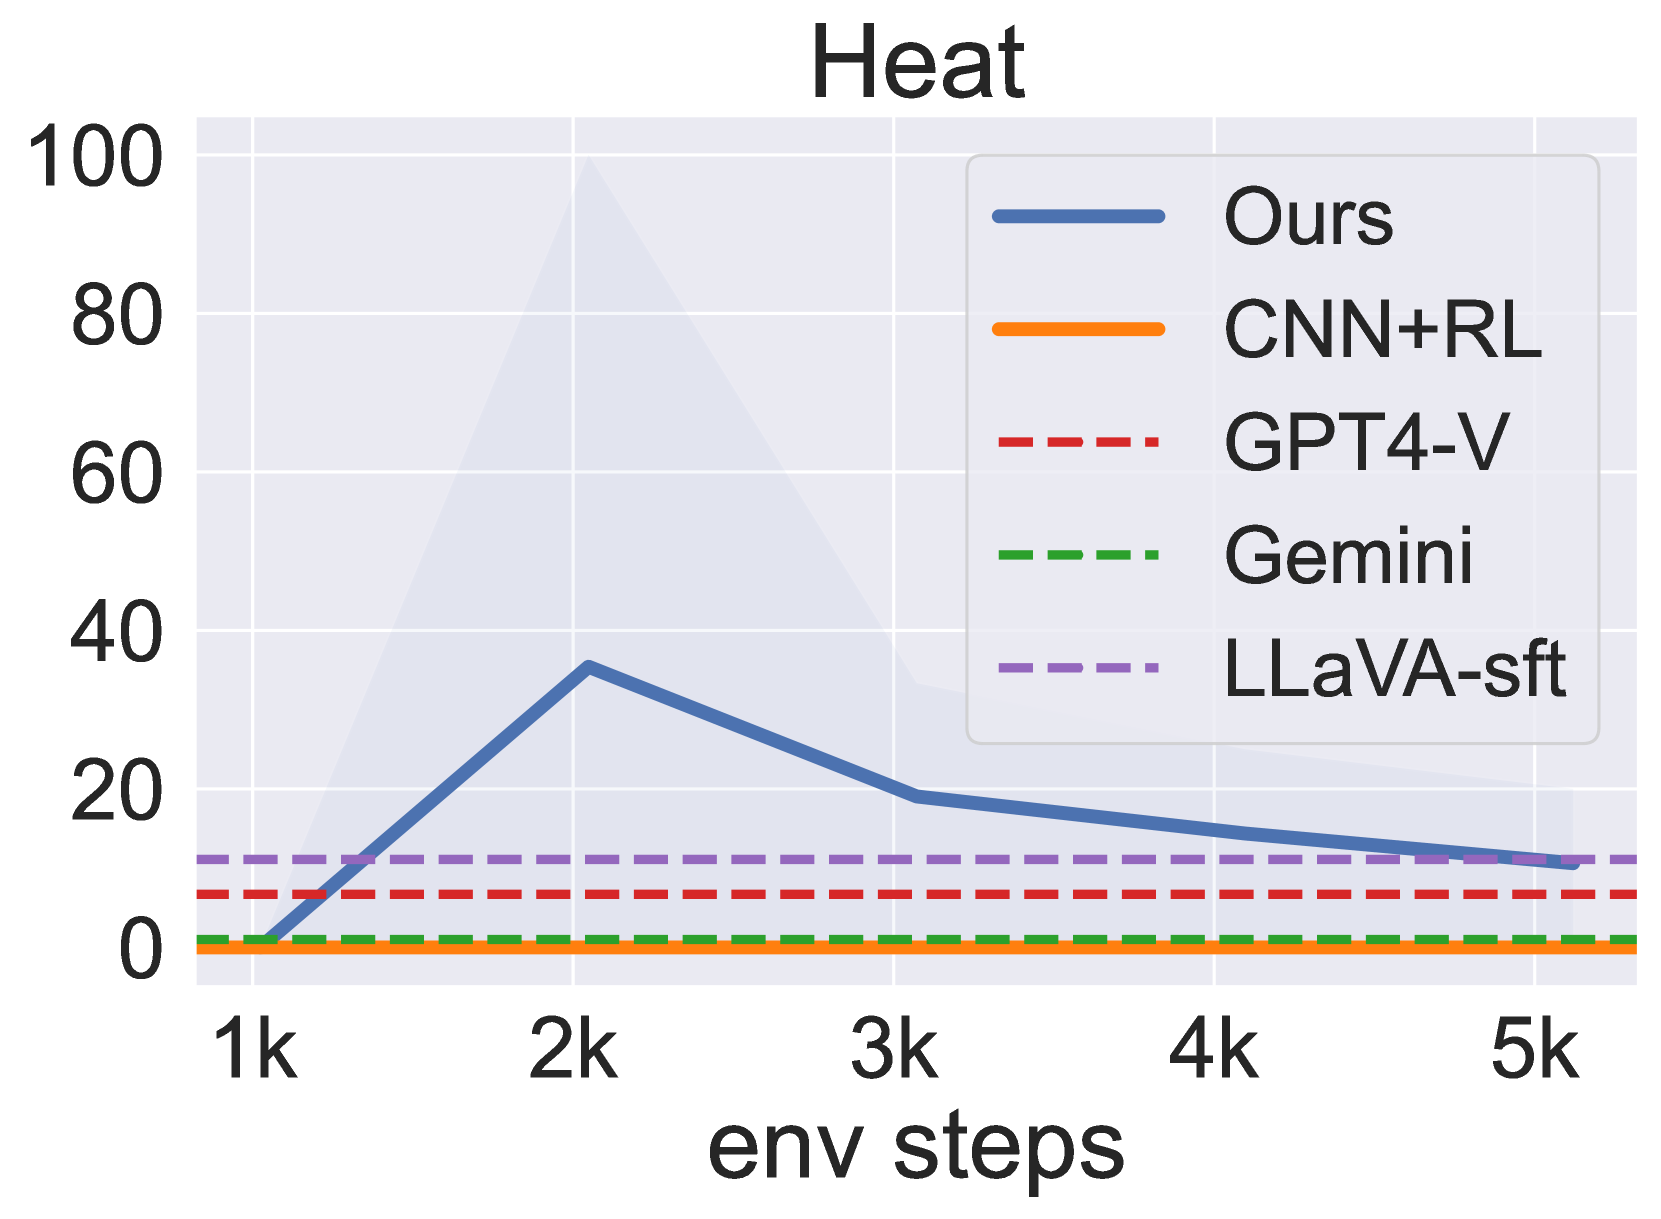 Heat
100
80
60
40
20
0
Ours
CNN+RL
GPT4-V
Gemini
LLaVA-sft
1k 2k 3k 4k 5k
env steps